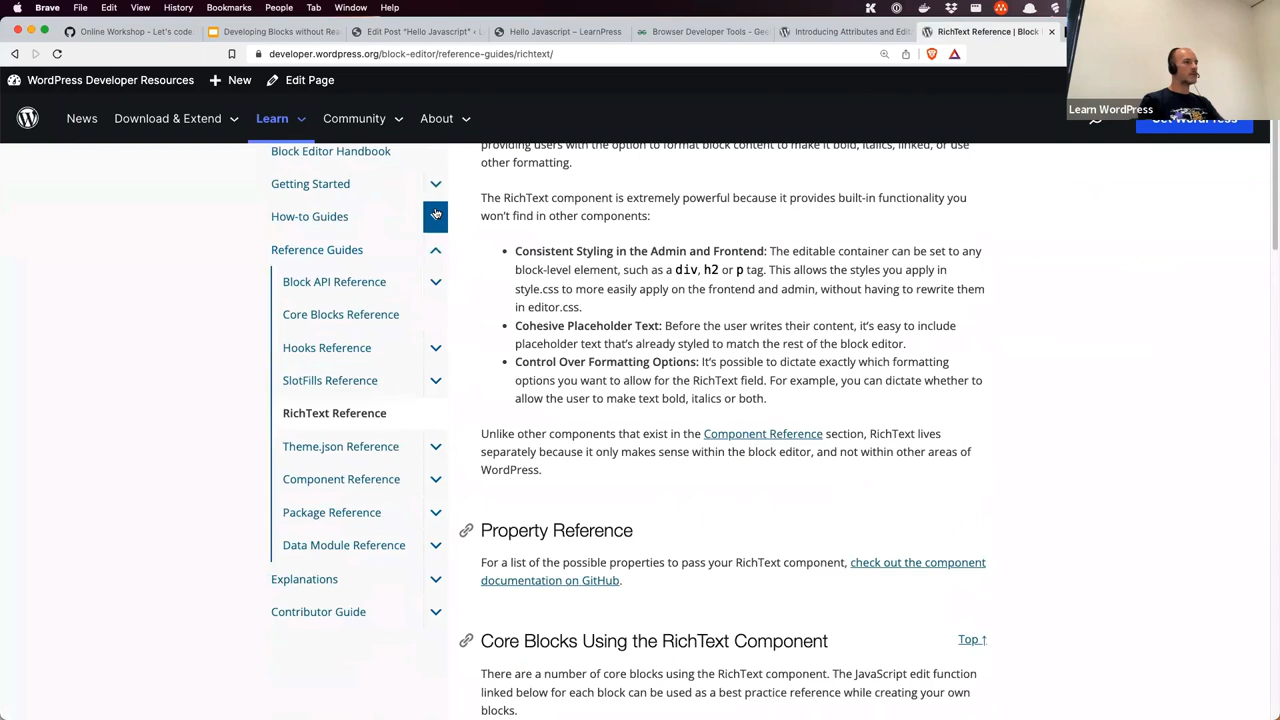 Brave File Edit View History Bookmarks People Tab Window Help
Online Workshop - Let's code
Developing Blocks without Rea
Edit Post "Hello Javascript" ‹
Hello Javascript – LearnPress
Browser Developer Tools - Gee
Introducing Attributes and Edit
RichText Reference | Block
developer.wordpress.org/block-editor/reference-guides/richtext/
WordPress Developer Resources New Edit Page
News Download & Extend Learn Community About
Learn WordPress
Get WordPress
Block Editor Handbook
Getting Started
How-to Guides
Reference Guides
Block API Reference
Core Blocks Reference
Hooks Reference
SlotFills Reference
RichText Reference
Theme.json Reference
Component Reference
Package Reference
Data Module Reference
Explanations
Contributor Guide
providing users with the option to format block content to make it bold, italics, linked, or use
other formatting.
The RichText component is extremely powerful because it provides built-in functionality you
won't find in other components:
• Consistent Styling in the Admin and Frontend: The editable container can be set to any
block-level element, such as a div, h2 or p tag. This allows the styles you apply in
style.css to more easily apply on the frontend and admin, without having to rewrite them
in editor.css.
• Cohesive Placeholder Text: Before the user writes their content, it's easy to include
placeholder text that's already styled to match the rest of the block editor.
• Control Over Formatting Options: It's possible to dictate exactly which formatting
options you want to allow for the RichText field. For example, you can dictate whether to
allow the user to make text bold, italics or both.
Unlike other components that exist in the Component Reference section, RichText lives
separately because it only makes sense within the block editor, and not within other areas of
WordPress.
Property Reference
For a list of the possible properties to pass your RichText component, check out the component
documentation on GitHub.
Core Blocks Using the RichText Component
Top ↑
There are a number of core blocks using the RichText component. The JavaScript edit function
linked below for each block can be used as a best practice reference while creating your own
blocks.